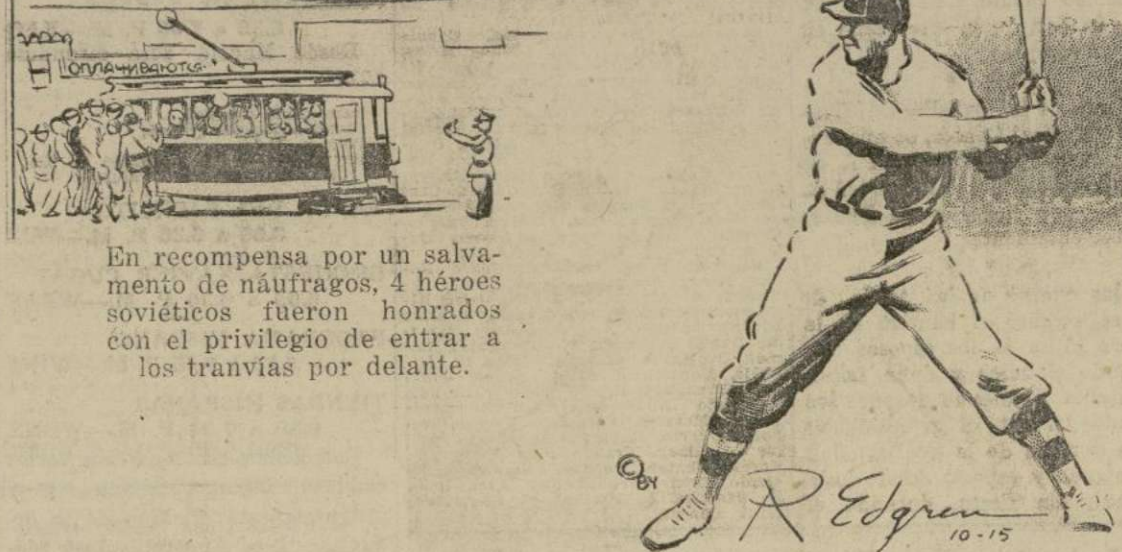 ОПЛАЧИВАЮТСЯ
En recompensa por un salva-
mento de náufragos, 4 héroes
soviéticos fueron honrados
con el privilegio de entrar a
los tranvías por delante.
© BY
R Edgren
10-15